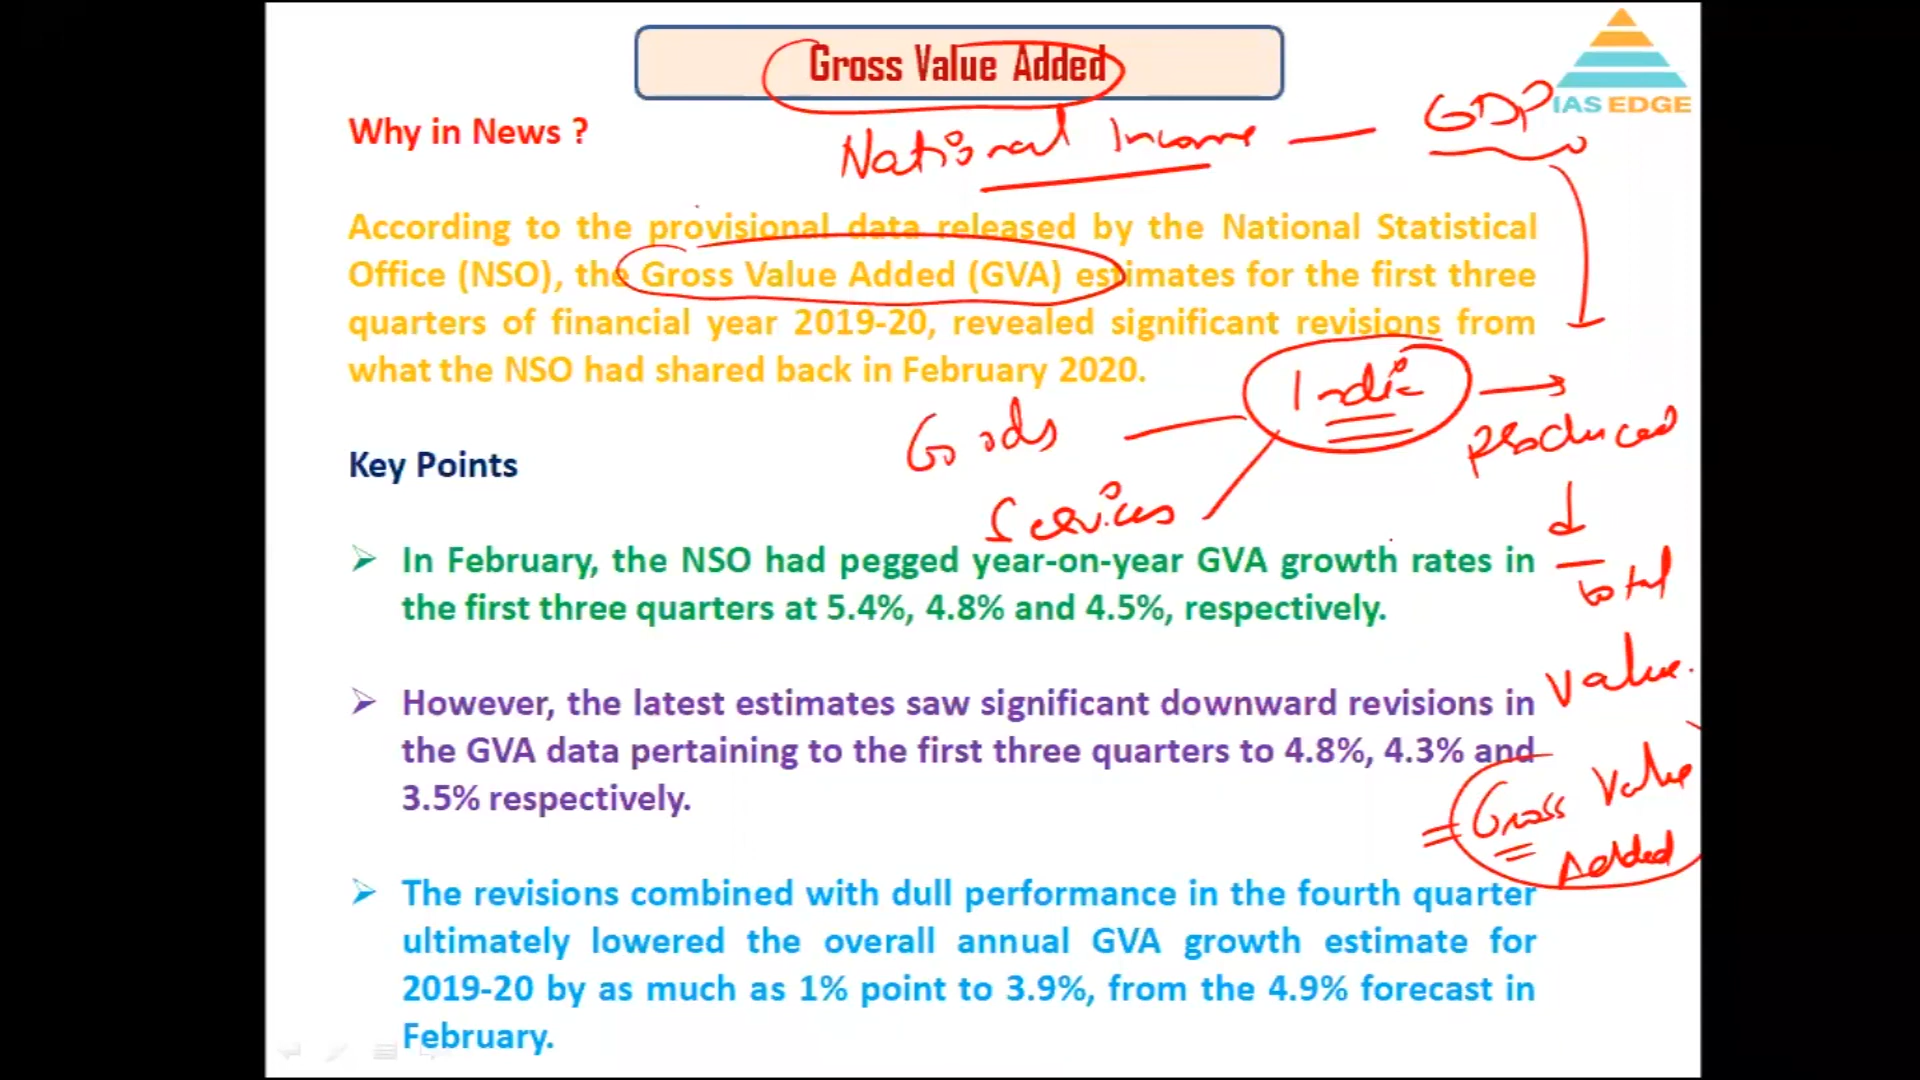 Gross Value Added
IAS EDGE
Why in News ?
National Income — GDP
According to the provisional data released by the National Statistical
Office (NSO), the Gross Value Added (GVA) estimates for the first three
quarters of financial year 2019-20, revealed significant revisions from
what the NSO had shared back in February 2020.
Goods
Services
produced
total
value.
= Gross Value
Added
Key Points
In February, the NSO had pegged year-on-year GVA growth rates in
the first three quarters at 5.4%, 4.8% and 4.5%, respectively.
However, the latest estimates saw significant downward revisions in
the GVA data pertaining to the first three quarters to 4.8%, 4.3% and
3.5% respectively.
The revisions combined with dull performance in the fourth quarter
ultimately lowered the overall annual GVA growth estimate for
2019-20 by as much as 1% point to 3.9%, from the 4.9% forecast in
February.